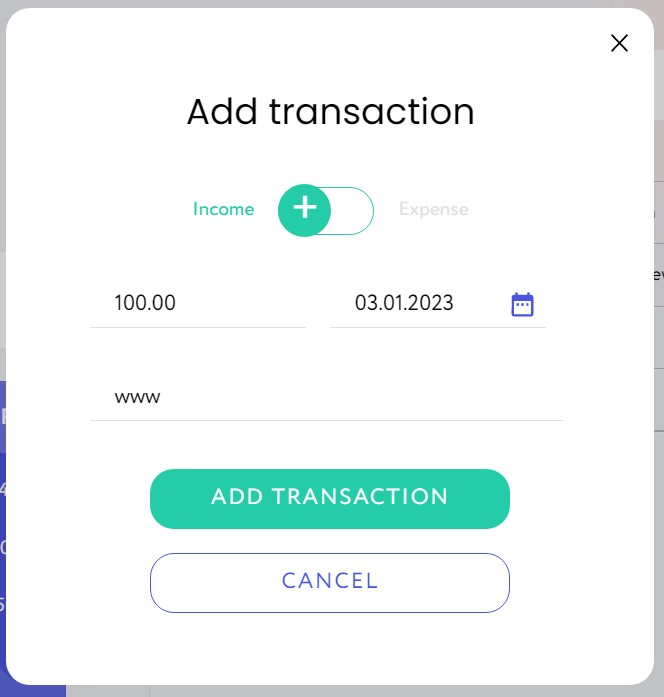 Add transaction
Income Expense
100.00 03.01.2023
www
ADD TRANSACTION
CANCEL